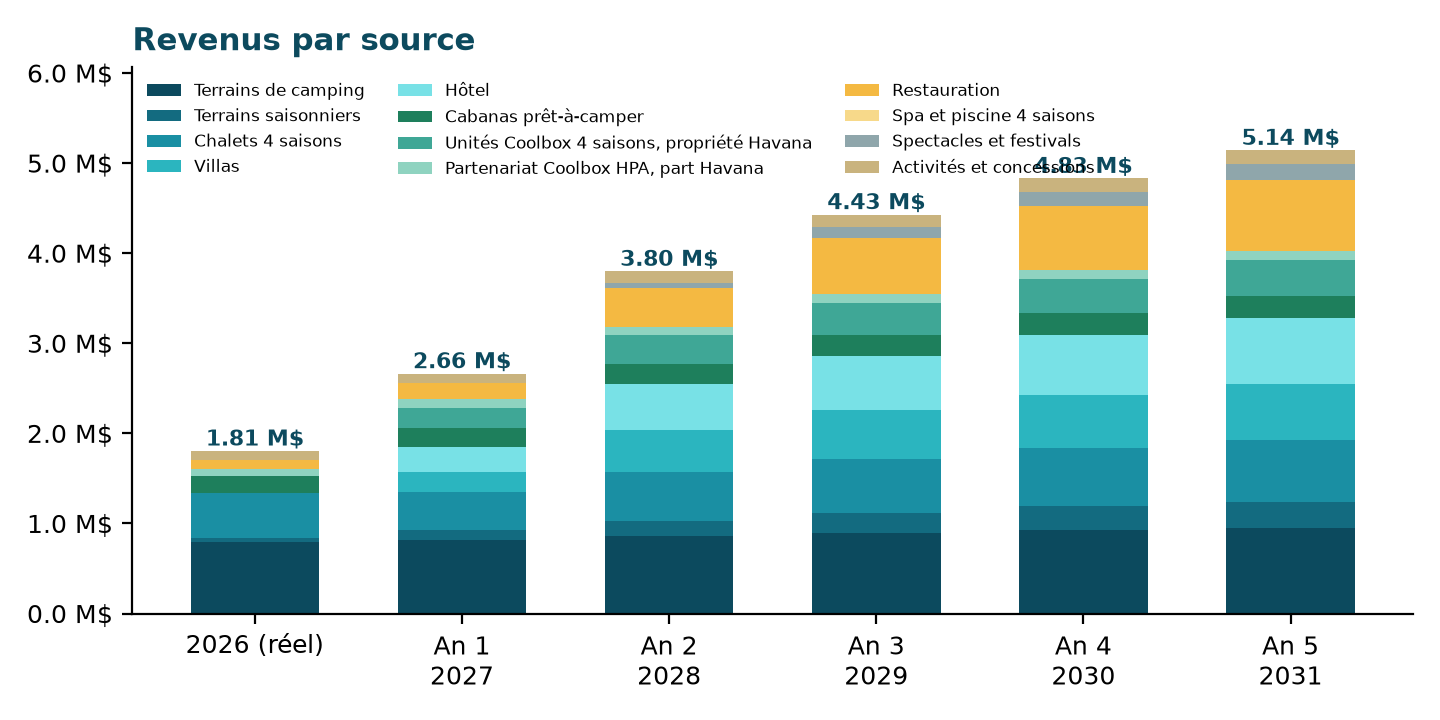 Revenus par source
6.0 M$
5.0 M$
4.0 M$
3.0 M$
2.0 M$
1.0 M$
0.0 M$
Terrains de camping
Terrains saisonniers
Chalets 4 saisons
Villas
Hôtel
Cabanas prêt-à-camper
Unités Coolbox 4 saisons, propriété Havana
Partenariat Coolbox HPA, part Havana
Restauration
Spa et piscine 4 saisons
Spectacles et festivals
Activités et concessions
1.81 M$
2.66 M$
3.80 M$
4.43 M$
4.83 M$
5.14 M$
2026 (réel)
An 1
2027
An 2
2028
An 3
2029
An 4
2030
An 5
2031